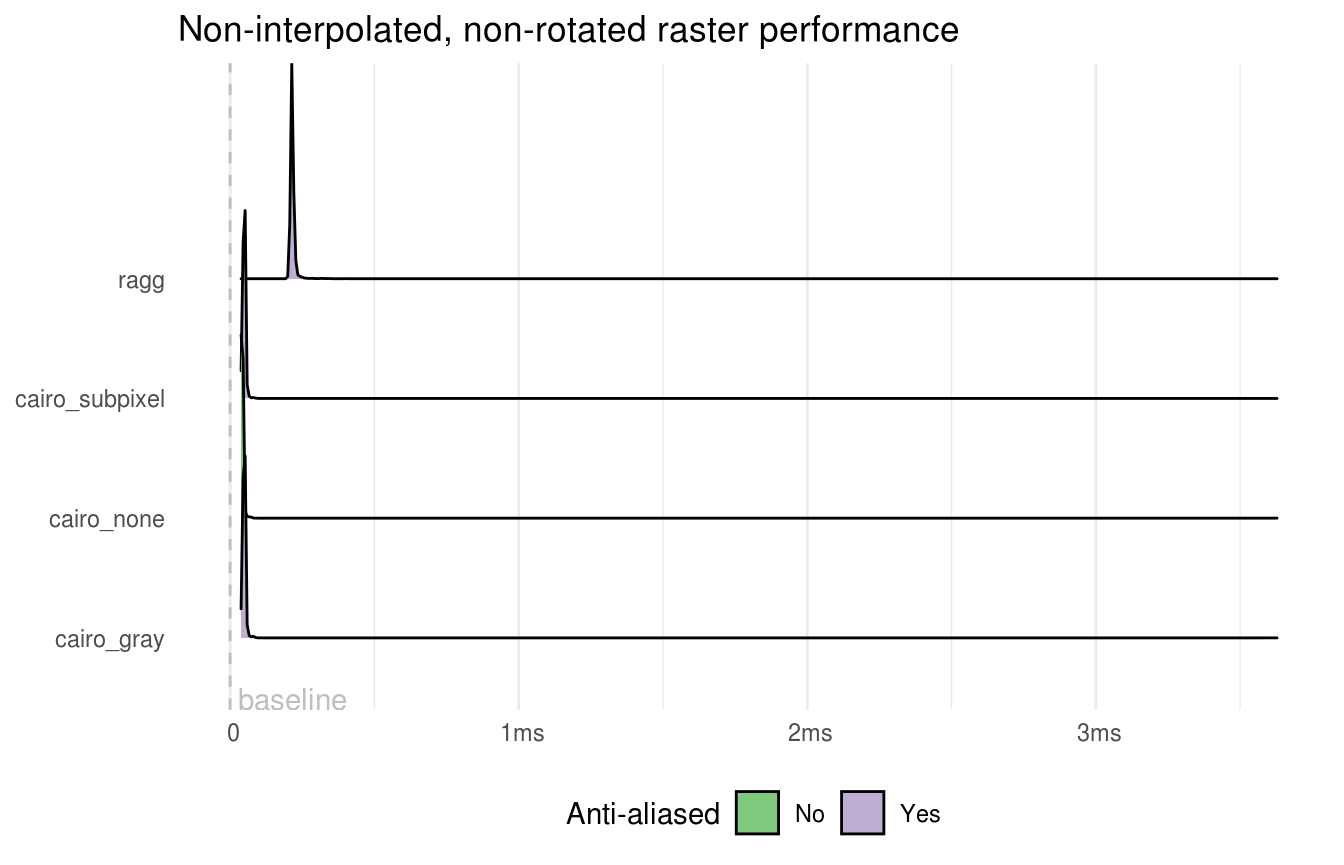 Non-interpolated, non-rotated raster performance
ragg
cairo_subpixel
cairo_none
cairo_gray
baseline
0 1ms 2ms 3ms
Anti-aliased No Yes